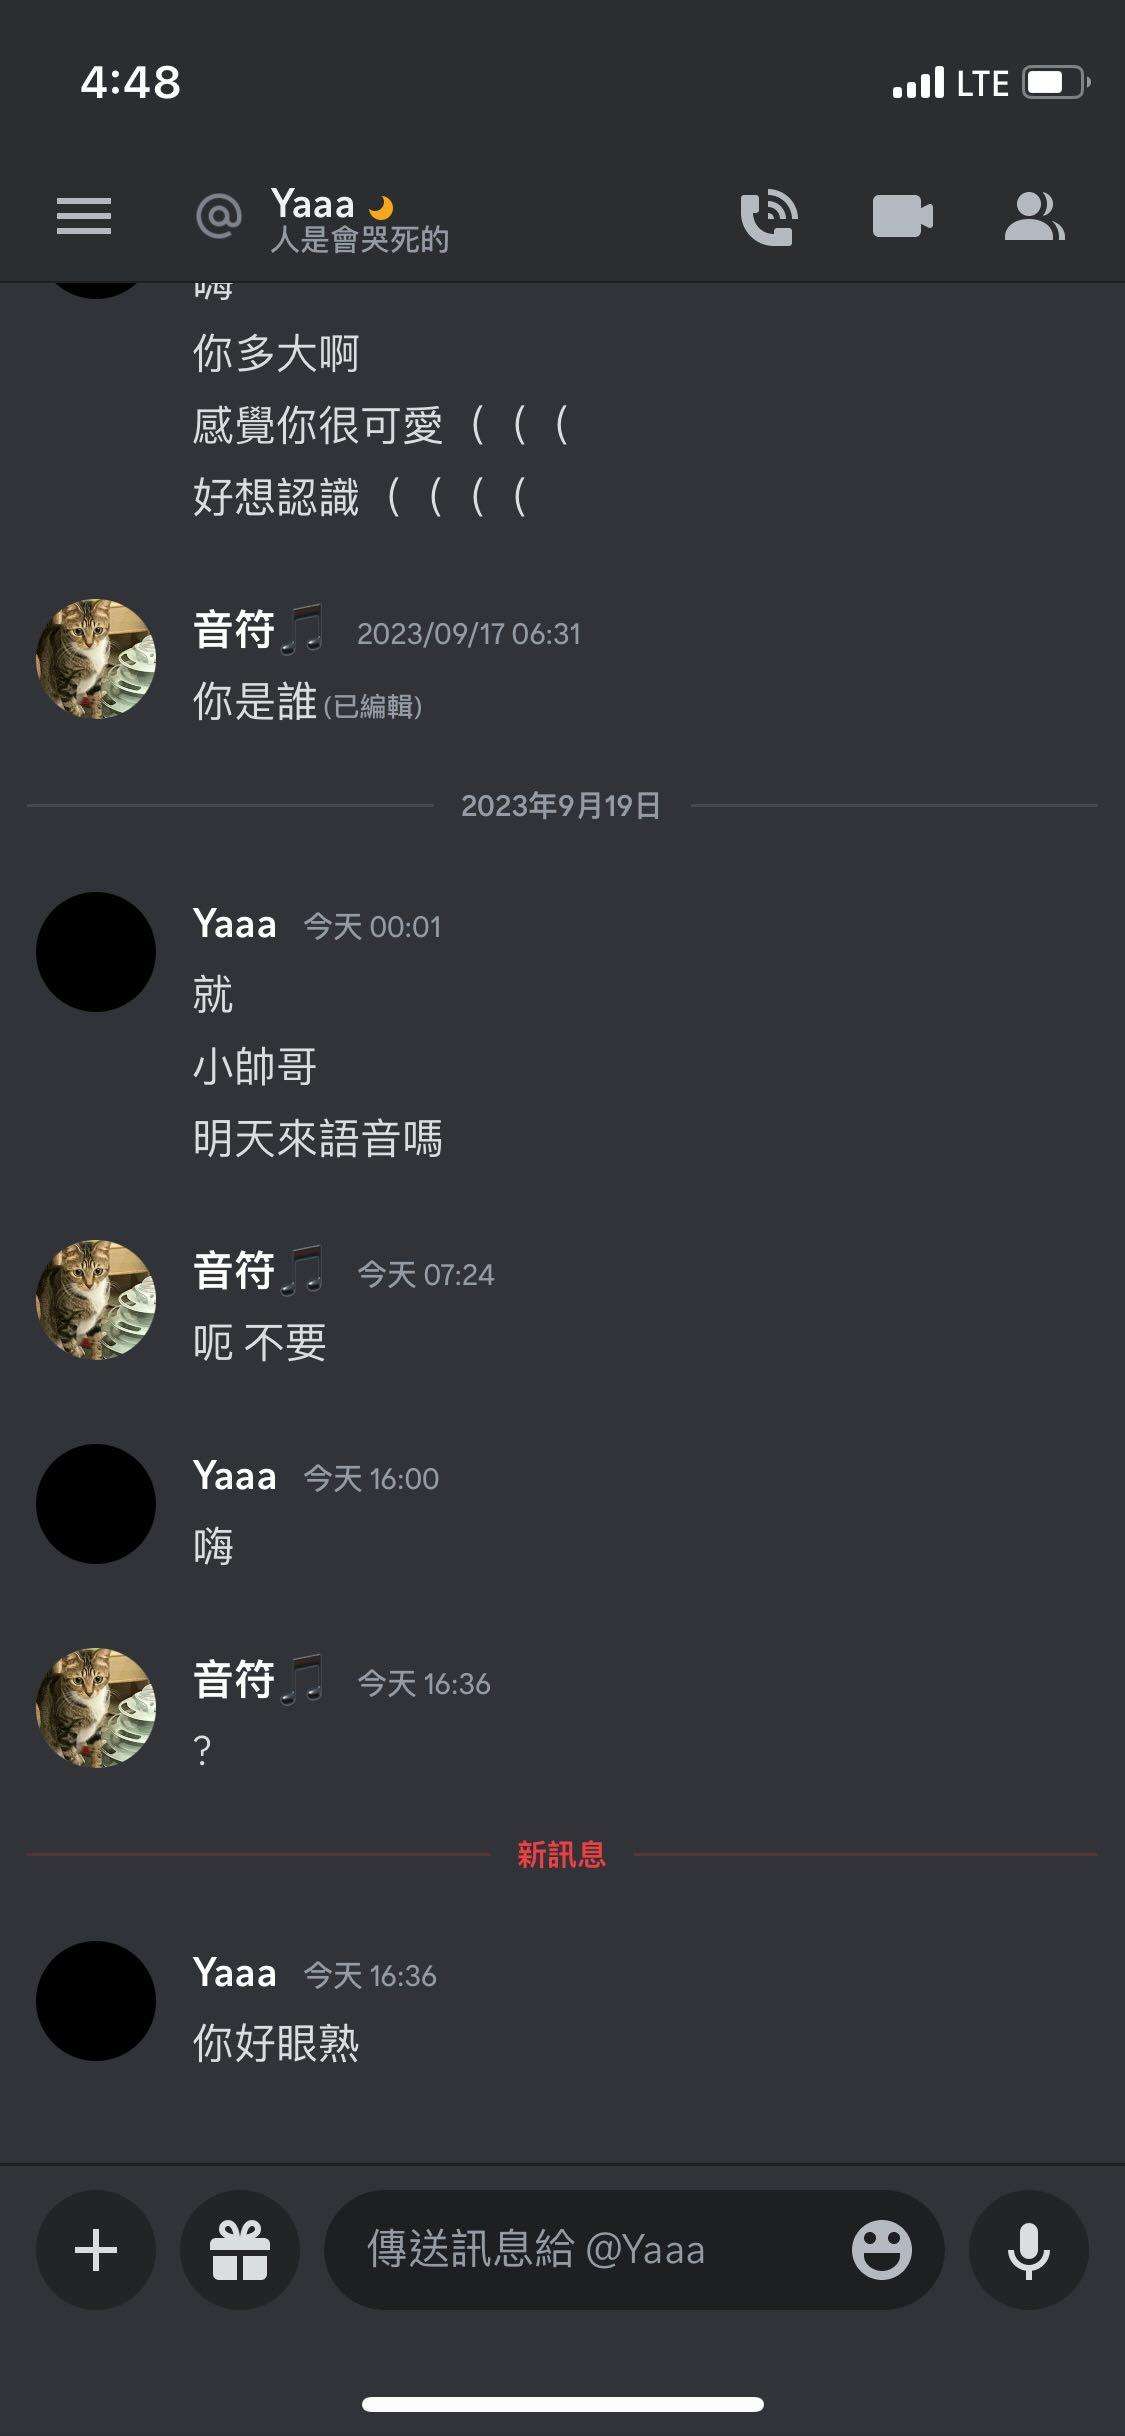 4:48
LTE
Yaaa
人是會哭死的
嗨
你多大啊
感覺你很可愛（（（
好想認識（（（（
音符🎵 2023/09/17 06:31
你是誰 (已編輯)
2023年9月19日
Yaaa 今天 00:01
就
小帥哥
明天來語音嗎
音符🎵 今天 07:24
呃 不要
Yaaa 今天 16:00
嗨
音符🎵 今天 16:36
?
新訊息
Yaaa 今天 16:36
你好眼熟
傳送訊息給 @Yaaa